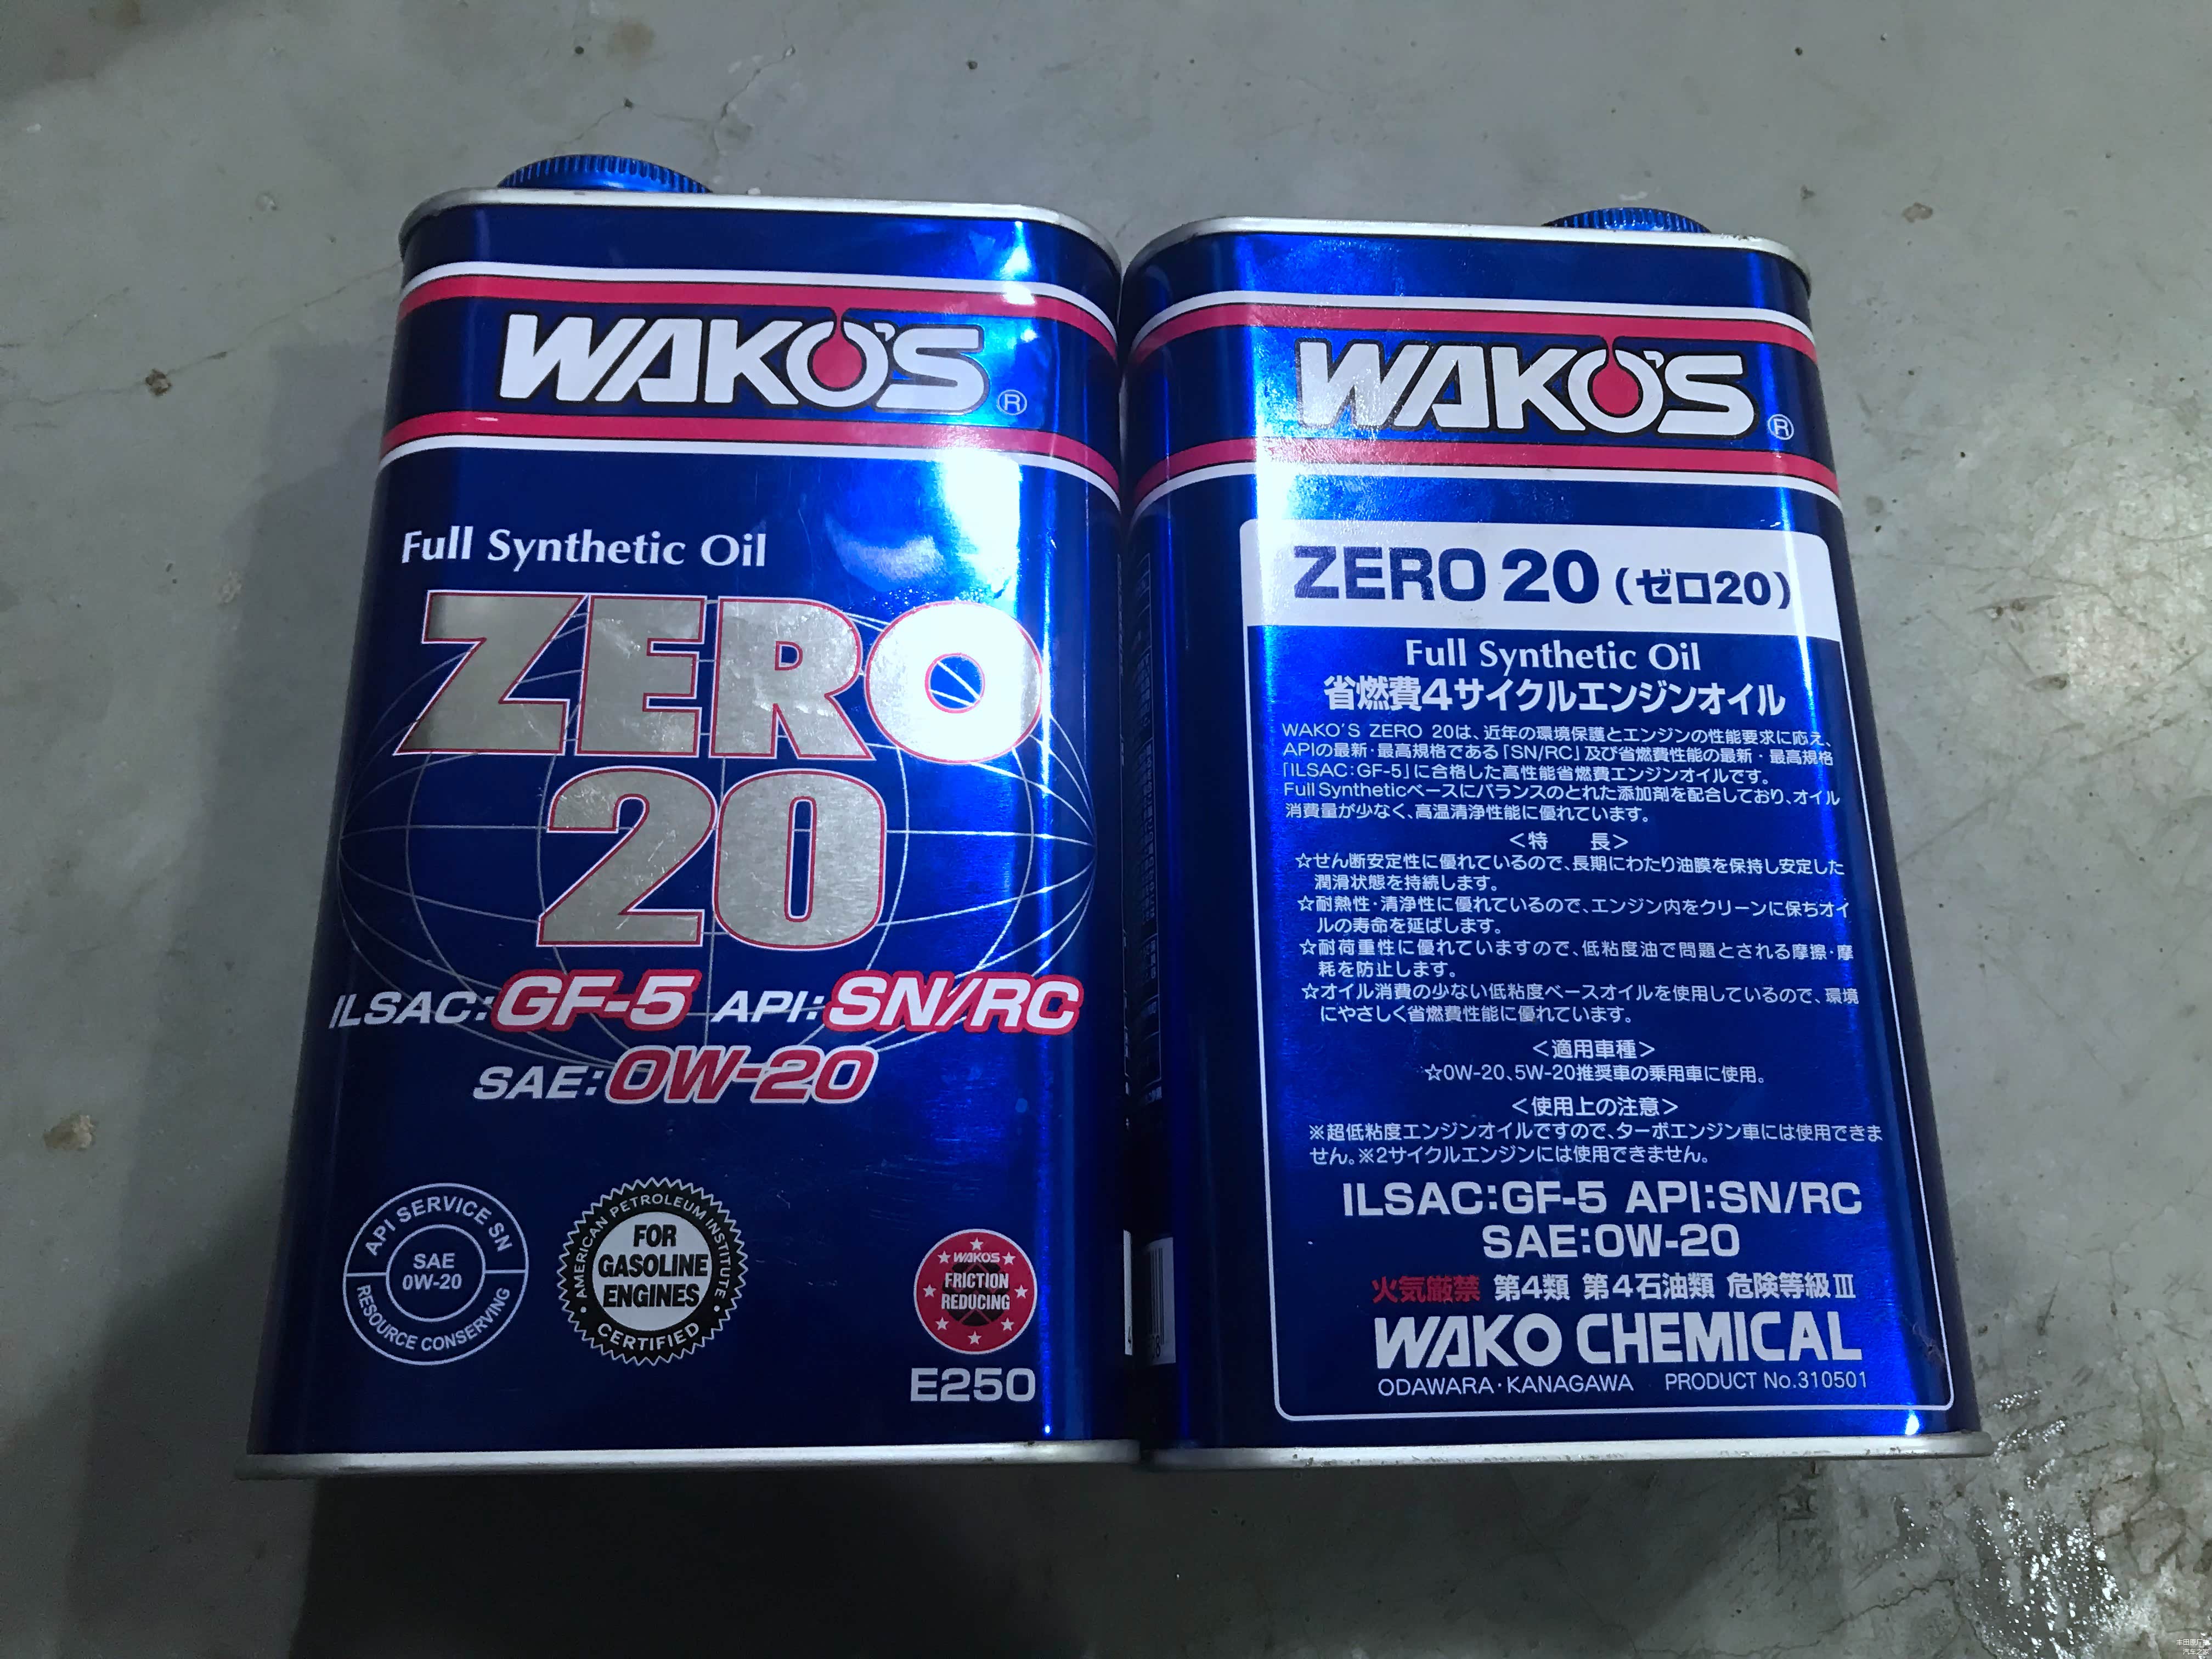 WAKO'S ®
Full Synthetic Oil
ZERO
20
ILSAC:GF-5 API:SN/RC
SAE:0W-20
API SERVICE SN
SAE
0W-20
RESOURCE CONSERVING
AMERICAN PETROLEUM INSTITUTE
FOR
GASOLINE
ENGINES
CERTIFIED
WAKO'S
FRICTION
REDUCING
E250
WAKO'S ®
ZERO 20 (ゼロ20)
Full Synthetic Oil
省燃費4サイクルエンジンオイル
WAKO'S ZERO 20は、近年の環境保護とエンジンの性能要求に応え、
APIの最新・最高規格である「SN/RC」及び省燃費性能の最新・最高規格
「ILSAC:GF-5」に合格した高性能省燃費エンジンオイルです。
Full Syntheticベースにバランスのとれた添加剤を配合しており、オイル
消費量が少なく、高温清浄性能に優れています。
＜特　長＞
☆せん断安定性に優れているので、長期にわたり油膜を保持し安定した
潤滑状態を持続します。
☆耐熱性・清浄性に優れているので、エンジン内をクリーンに保ちオイ
ルの寿命を延ばします。
☆耐荷重性に優れていますので、低粘度油で問題とされる摩擦・摩
耗を防止します。
☆オイル消費の少ない低粘度ベースオイルを使用しているので、環境
にやさしく省燃費性能に優れています。
＜適用車種＞
☆0W-20、5W-20推奨車の乗用車に使用。
＜使用上の注意＞
※超低粘度エンジンオイルですので、ターボエンジン車には使用できま
せん。※2サイクルエンジンには使用できません。
ILSAC:GF-5 API:SN/RC
SAE:0W-20
火気厳禁 第4類 第4石油類 危険等級Ⅲ
WAKO CHEMICAL
ODAWARA・KANAGAWA PRODUCT No.310501